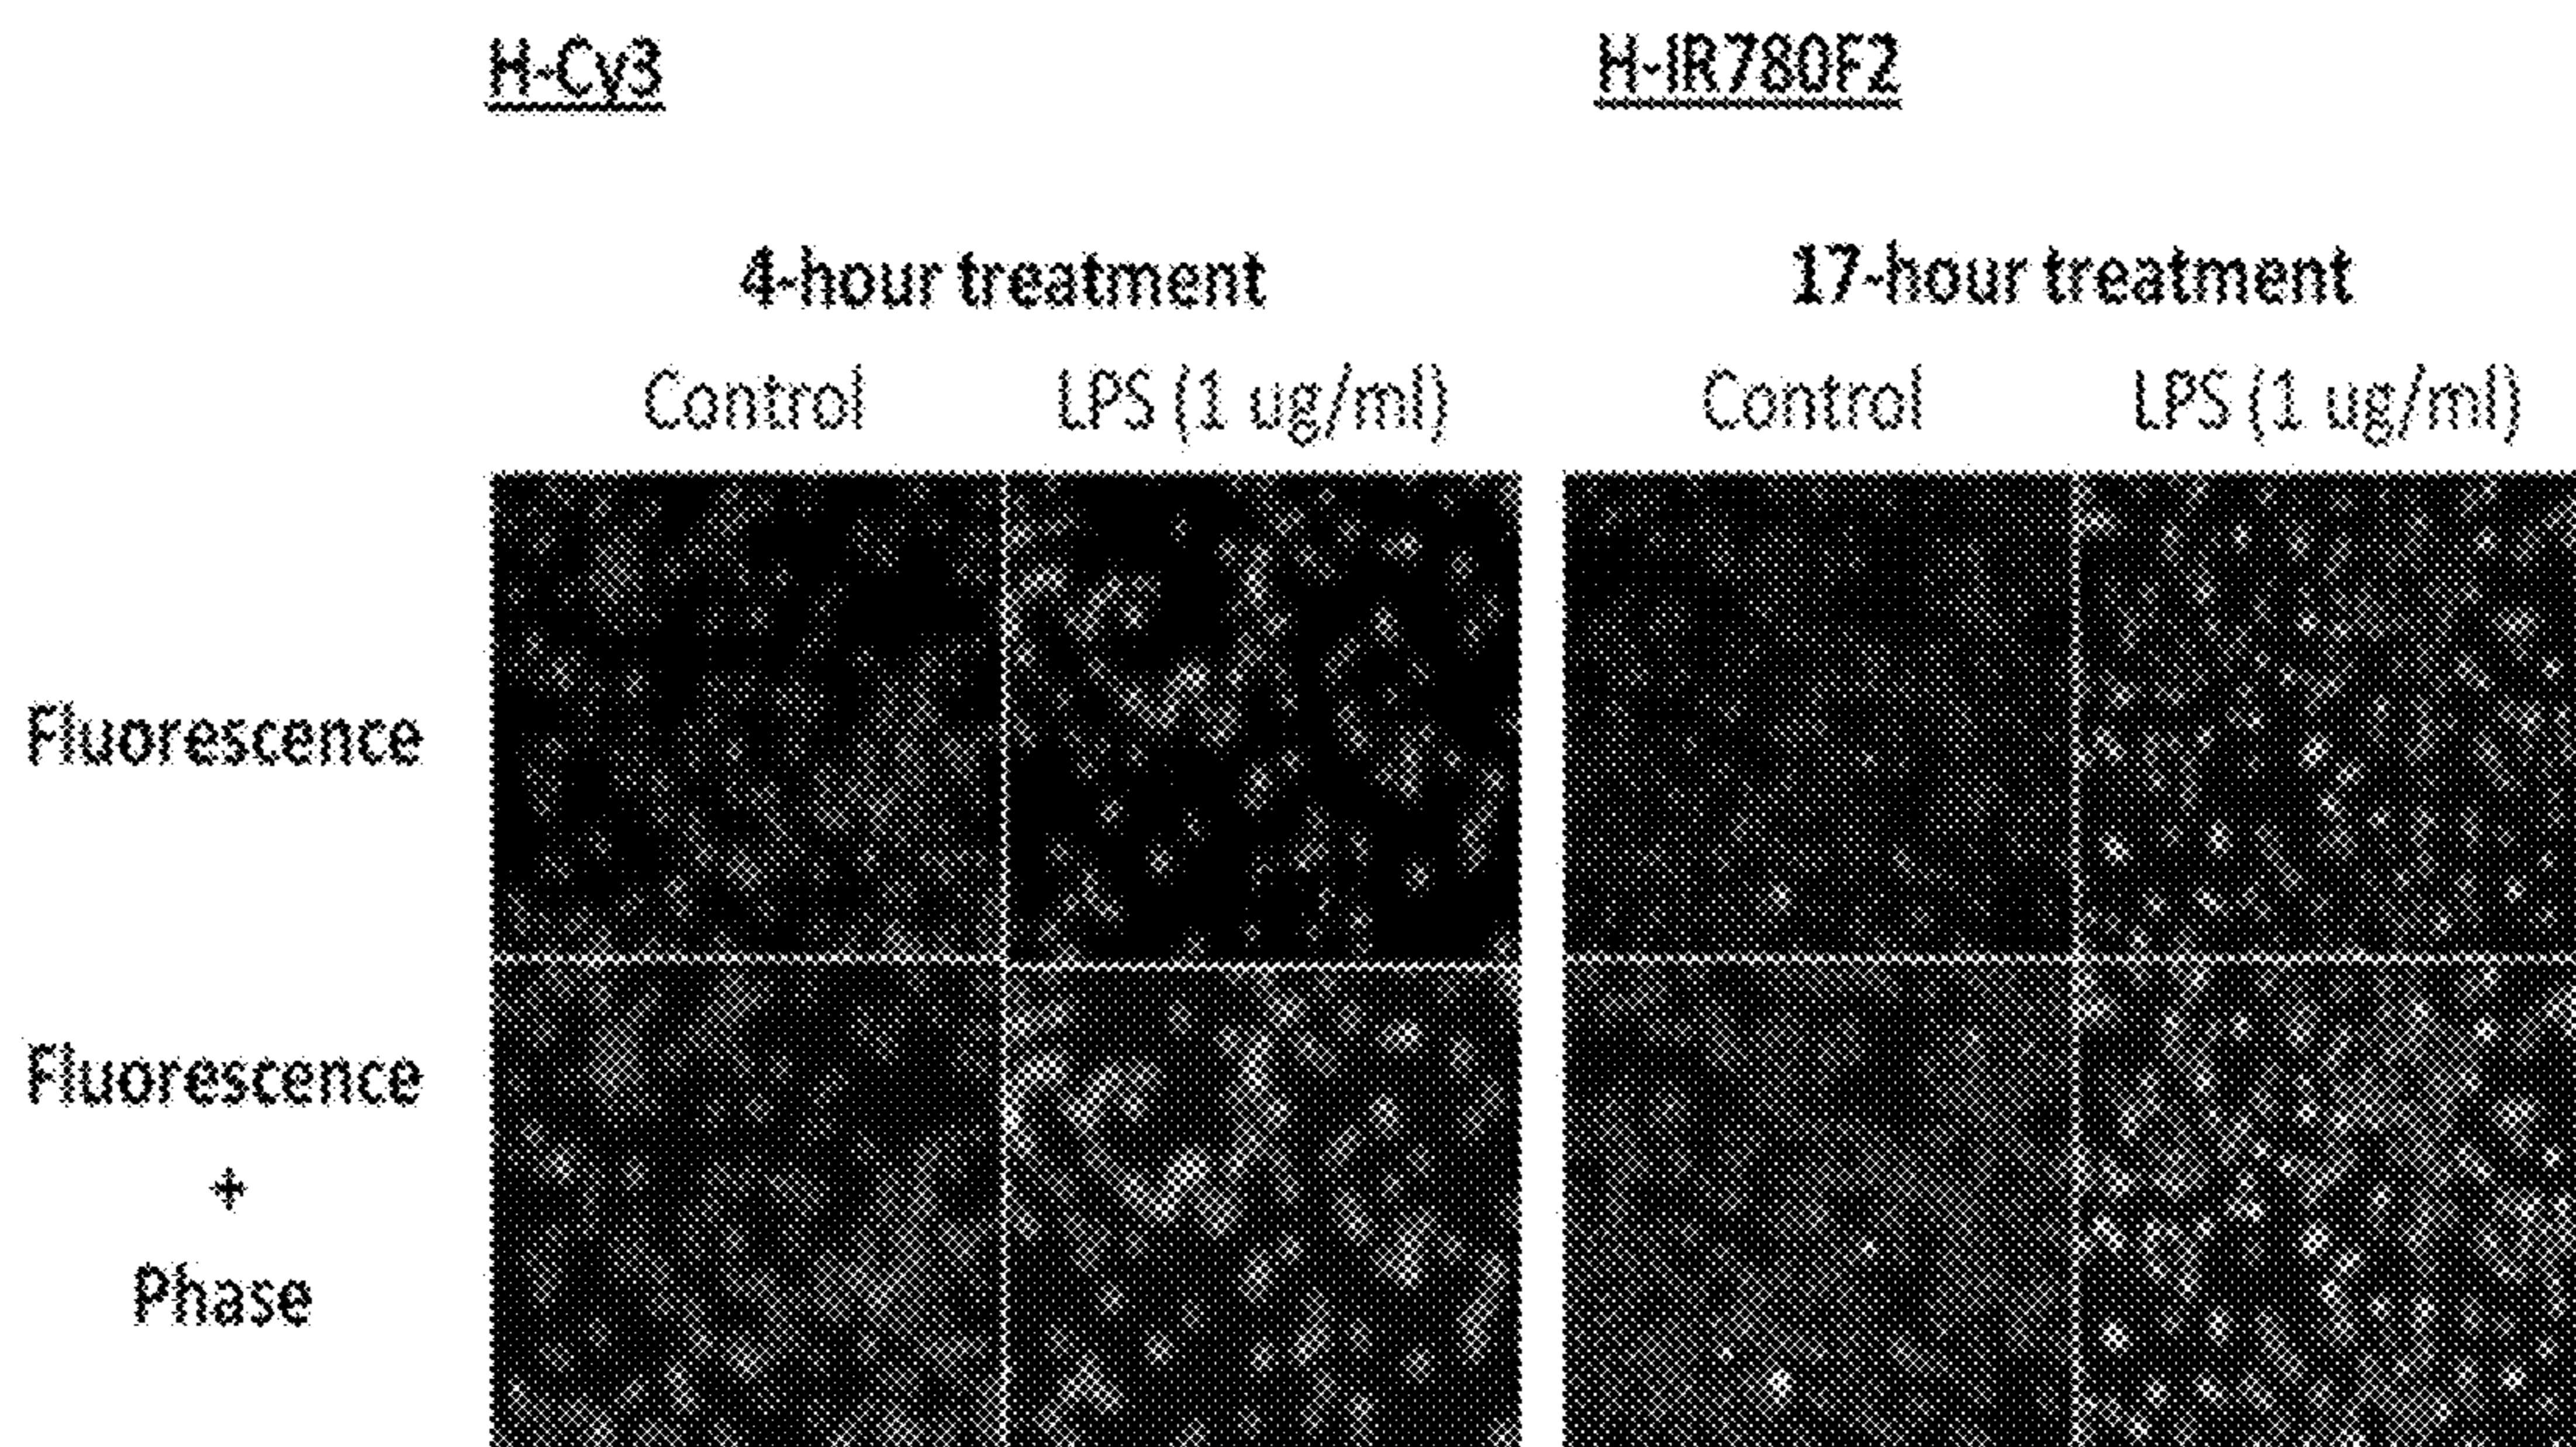 H-Cy3 H-IR780F2
4-hour treatment 17-hour treatment
Control LPS (1 ug/ml) Control LPS (1 ug/ml)
Fluorescence
Fluorescence
+
Phase